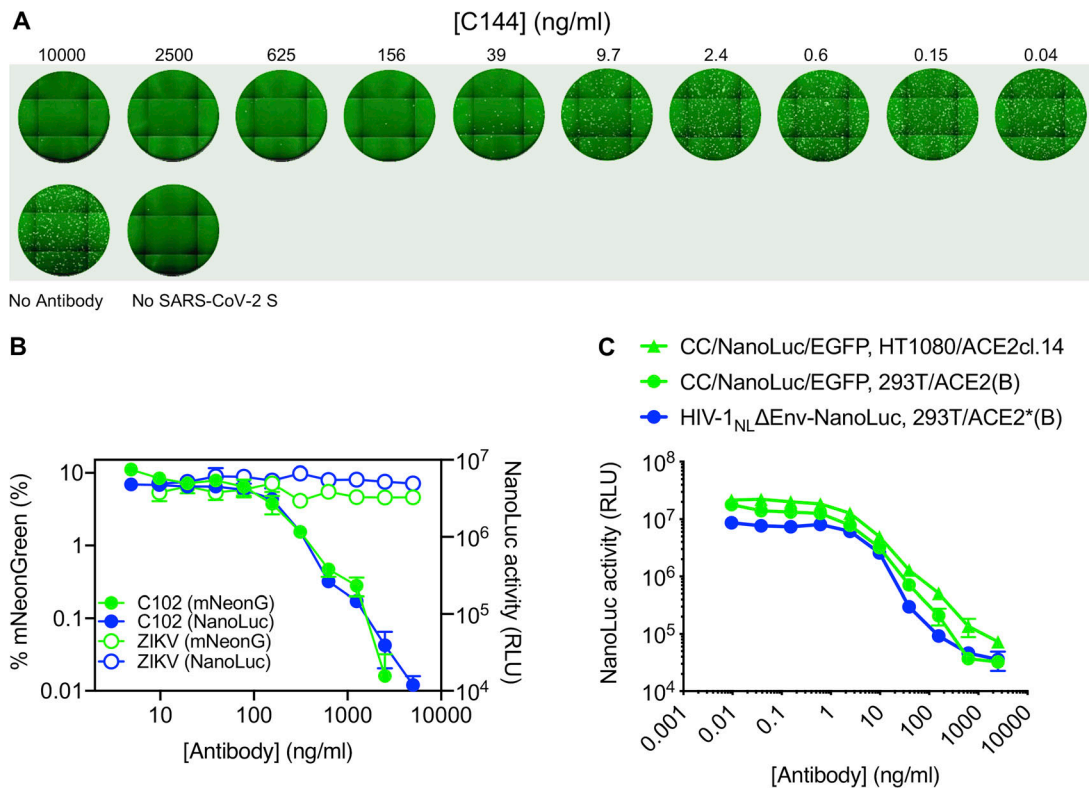 A
[C144] (ng/ml)
10000 2500 625 156 39 9.7 2.4 0.6 0.15 0.04
No Antibody No SARS-CoV-2 S
B
% mNeonGreen (%)
10
1
0.1
0.01
C102 (mNeonG)
C102 (NanoLuc)
ZIKV (mNeonG)
ZIKV (NanoLuc)
10⁷
10⁶
10⁵
10⁴
NanoLuc activity (RLU)
10 100 1000 10000
[Antibody] (ng/ml)
C
CC/NanoLuc/EGFP, HT1080/ACE2cl.14
CC/NanoLuc/EGFP, 293T/ACE2(B)
HIV-1NLΔEnv-NanoLuc, 293T/ACE2*(B)
NanoLuc activity (RLU)
10⁸
10⁷
10⁶
10⁵
10⁴
0.001 0.01 0.1 1 10 100 1000 10000
[Antibody] (ng/ml)